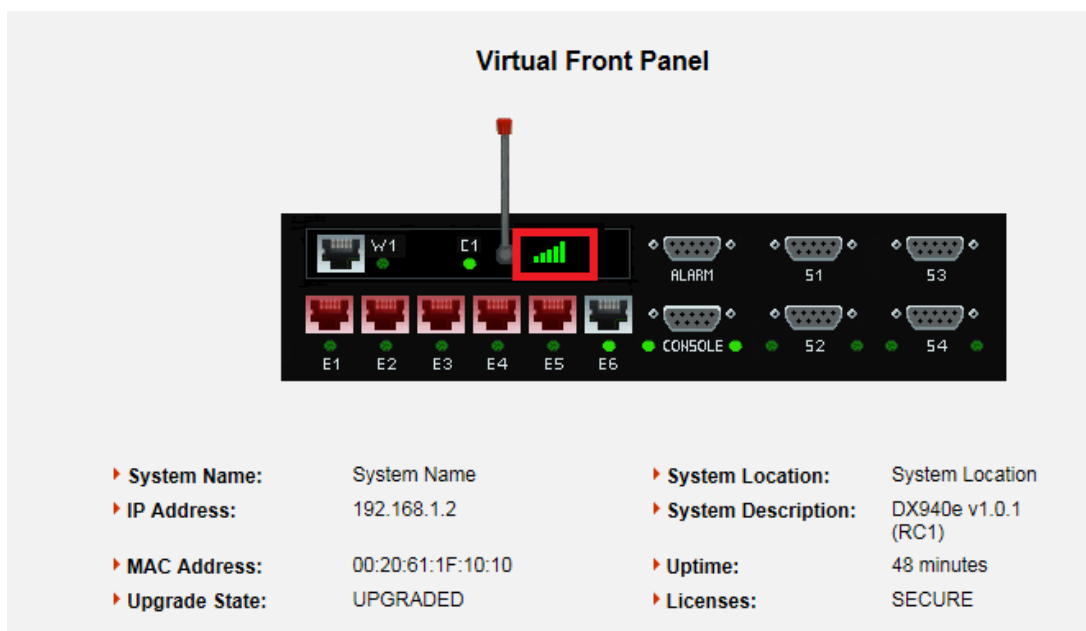 Virtual Front Panel
W1
C1
ALARM
S1
S3
E1
E2
E3
E4
E5
E6
CONSOLE
S2
S4
System Name:
System Name
System Location:
System Location
IP Address:
192.168.1.2
System Description:
DX940e v1.0.1
(RC1)
MAC Address:
00:20:61:1F:10:10
Uptime:
48 minutes
Upgrade State:
UPGRADED
Licenses:
SECURE